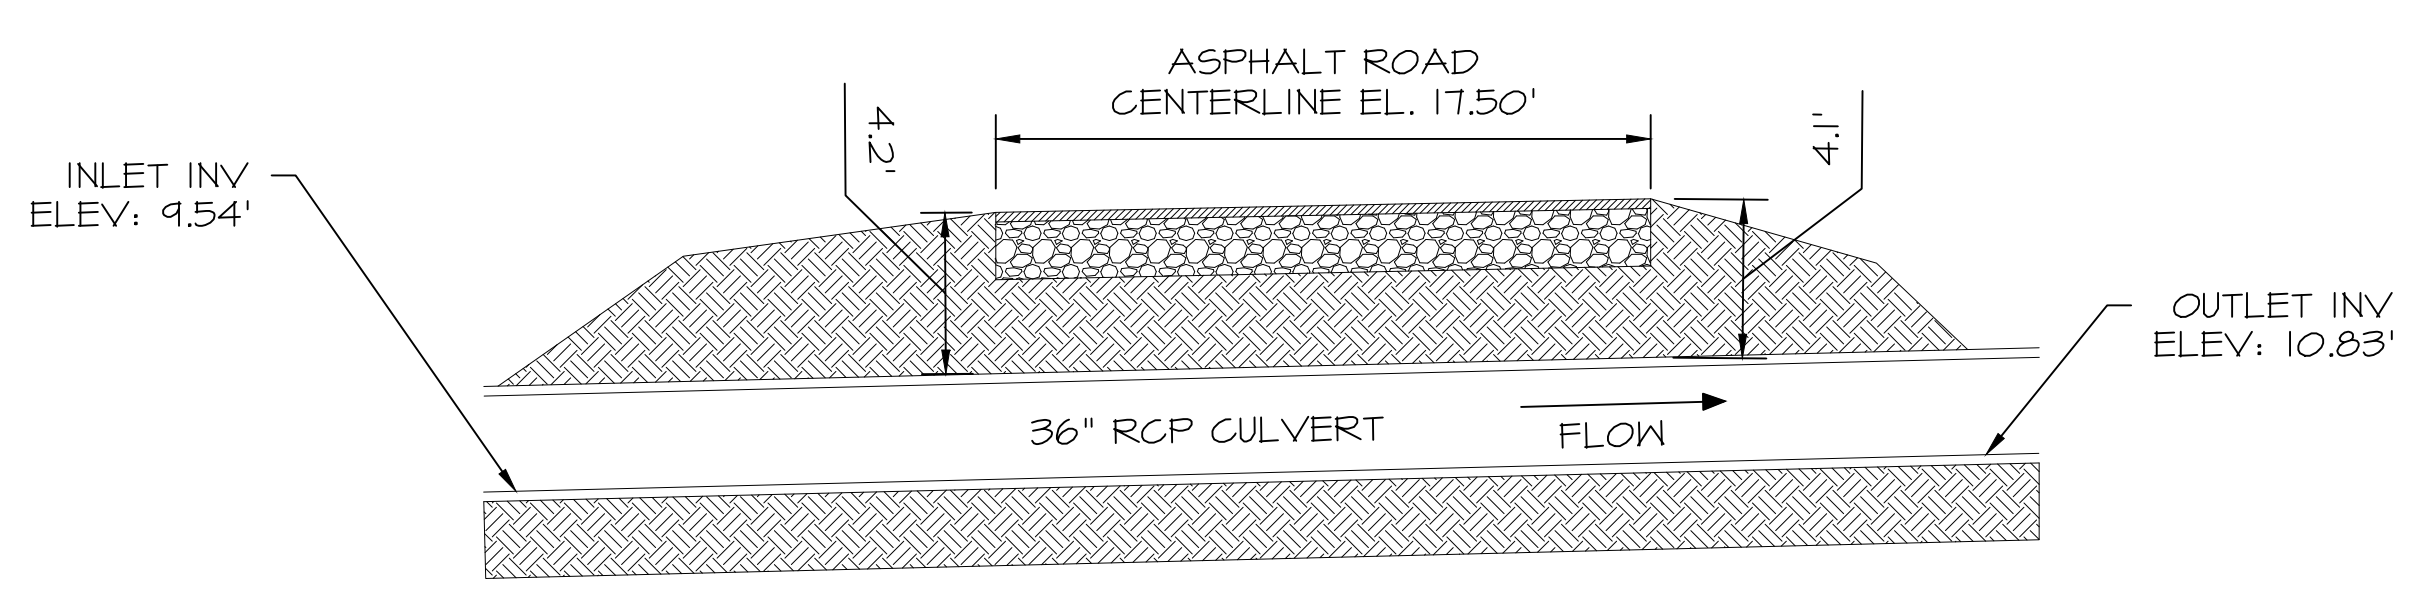 ASPHALT ROAD
CENTERLINE EL. 17.50'
4.2'
4.1'
INLET INV
ELEV: 9.54'
OUTLET INV
ELEV: 10.83'
36" RCP CULVERT
FLOW